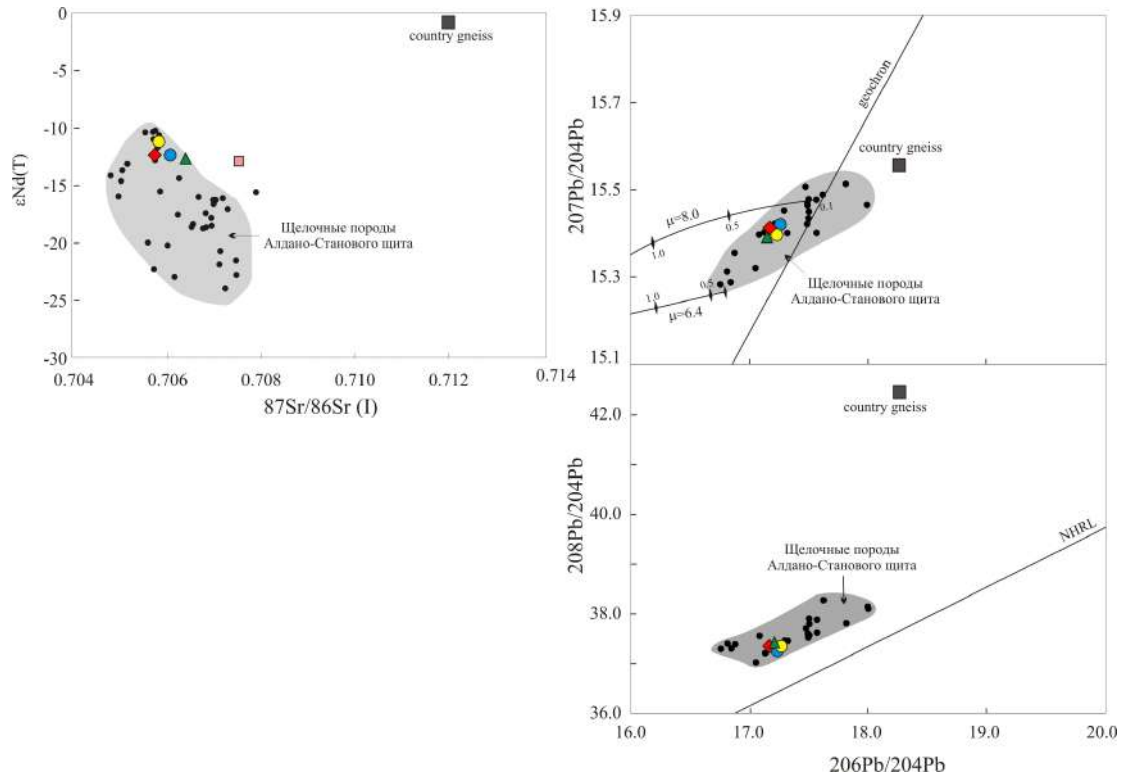 0
-5
-10
-15
-20
-25
-30
εNd(T)
0.704
0.706
0.708
0.710
0.712
0.714
87Sr/86Sr (I)
country gneiss
Щелочные породы
Алдано-Станового щита
15.9
15.7
15.5
15.3
15.1
207Pb/204Pb
geochron
country gneiss
μ=8.0
1.0
0.5
0.1
μ=6.4
1.0
0.5
Щелочные породы
Алдано-Станового щита
42.0
40.0
38.0
36.0
208Pb/204Pb
country gneiss
NHRL
Щелочные породы
Алдано-Станового щита
16.0
17.0
18.0
19.0
20.0
206Pb/204Pb